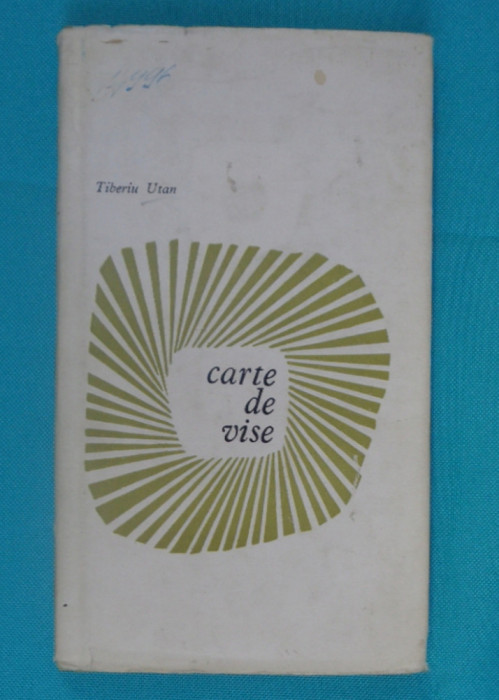 Tiberiu Utan
carte
de
vise